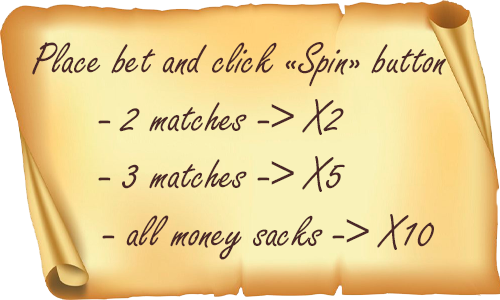 Place bet and click «Spin» button
- 2 matches -> X2
- 3 matches -> X5
- all money sacks -> X10